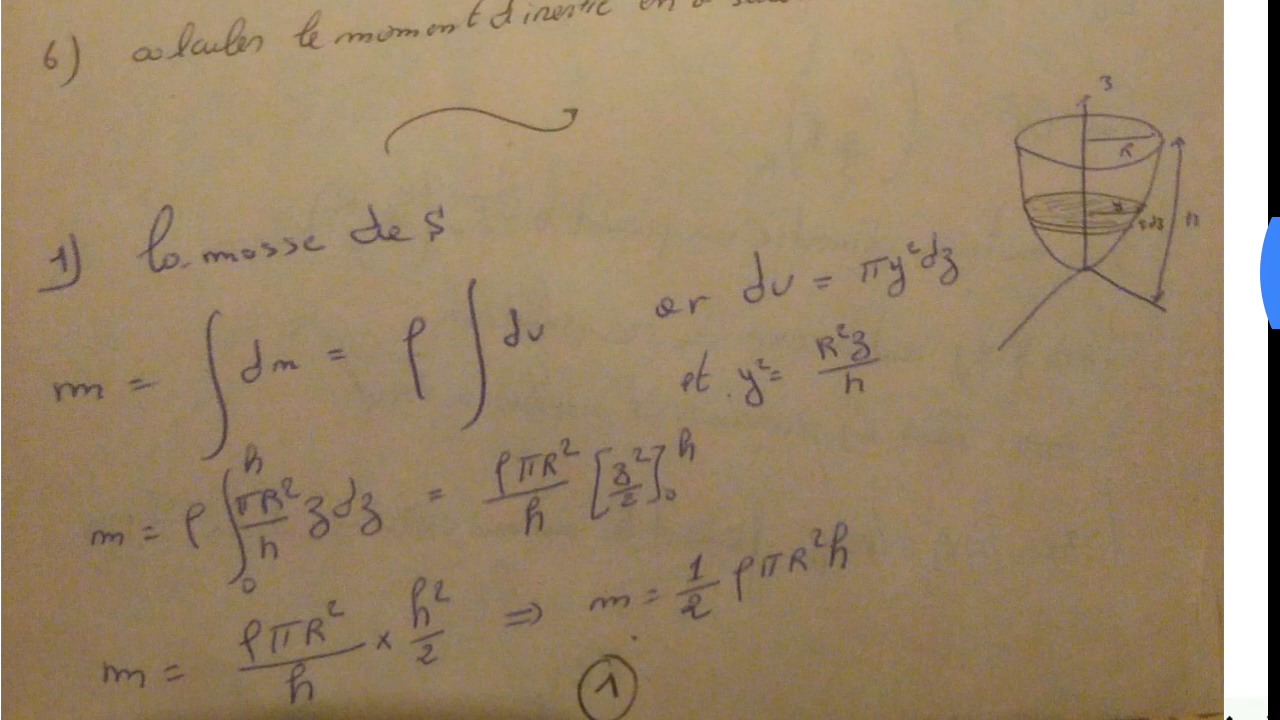 6) calculer le moment d'inertie en
z
R
1) la masse de S
m = ∫ dm = ρ ∫ dv or dv = πy²dz
et y² = R²z/h
m = ρ ∫₀ʰ πR²/h z dz = ρπR²/h [z²/2]₀ʰ
m = ρπR²/h × h²/2 ⇒ m = 1/2 ρπR²h
1